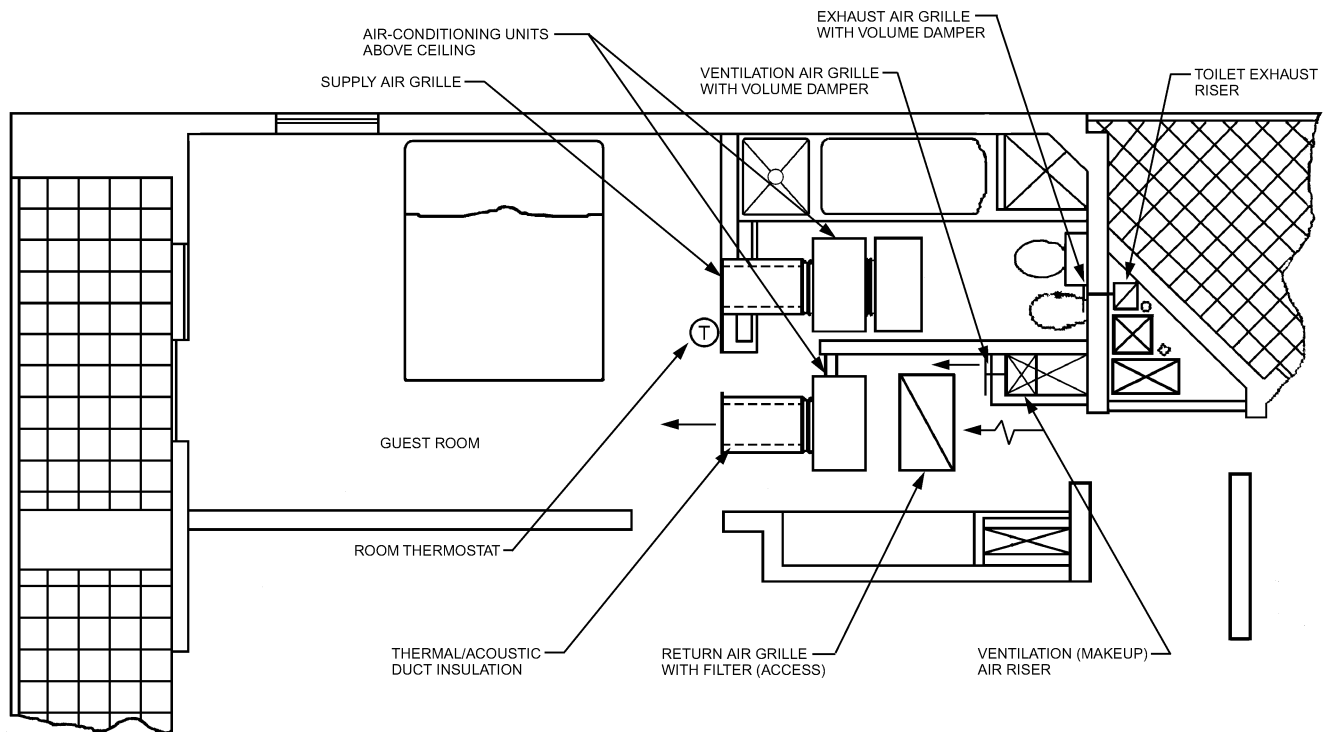 EXHAUST AIR GRILLE
WITH VOLUME DAMPER
AIR-CONDITIONING UNITS
ABOVE CEILING
SUPPLY AIR GRILLE
VENTILATION AIR GRILLE
WITH VOLUME DAMPER
TOILET EXHAUST
RISER
T
GUEST ROOM
ROOM THERMOSTAT
THERMAL/ACOUSTIC
DUCT INSULATION
RETURN AIR GRILLE
WITH FILTER (ACCESS)
VENTILATION (MAKEUP)
AIR RISER